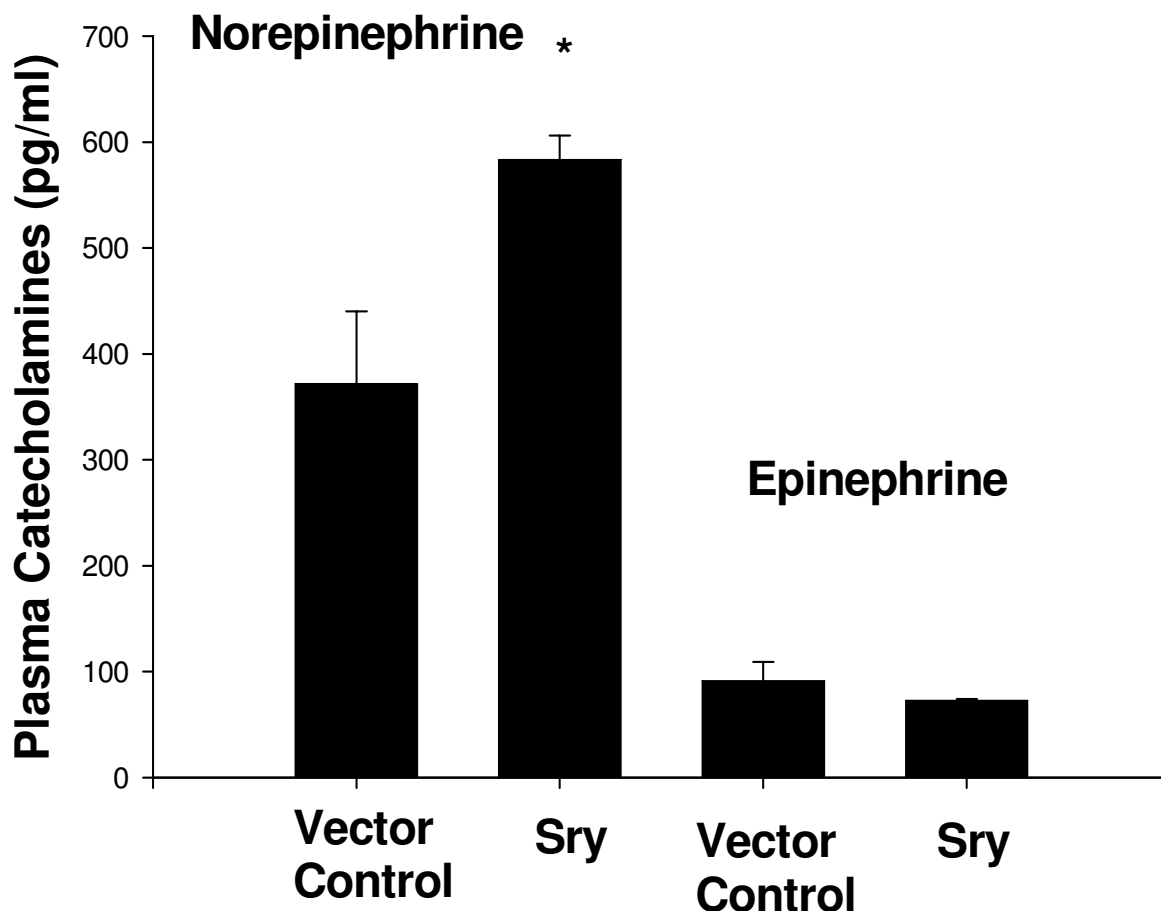 Norepinephrine
*
Plasma Catecholamines (pg/ml)
700
600
500
400
300
200
100
0
Epinephrine
Vector
Control
Sry
Vector
Control
Sry